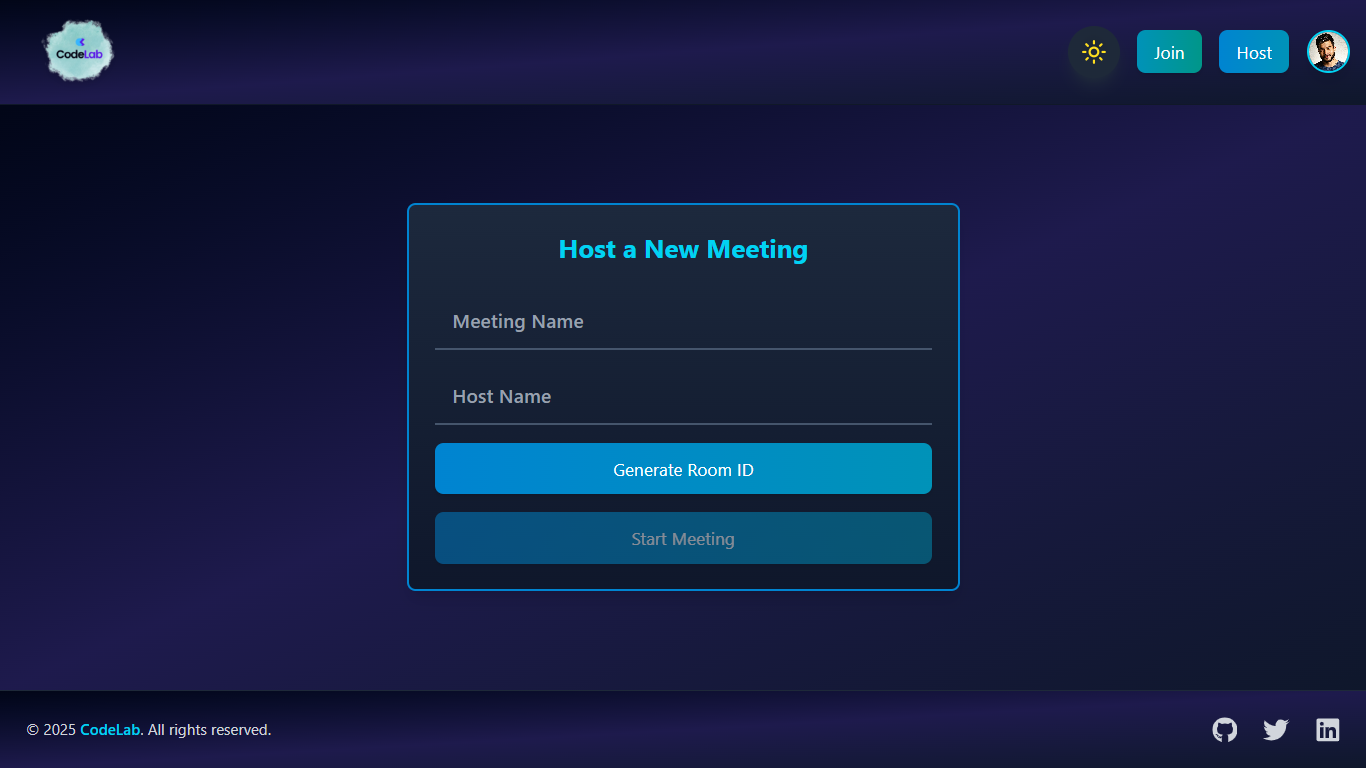 CodeLab
Join
Host
Host a New Meeting
Meeting Name
Host Name
Generate Room ID
Start Meeting
© 2025 CodeLab. All rights reserved.